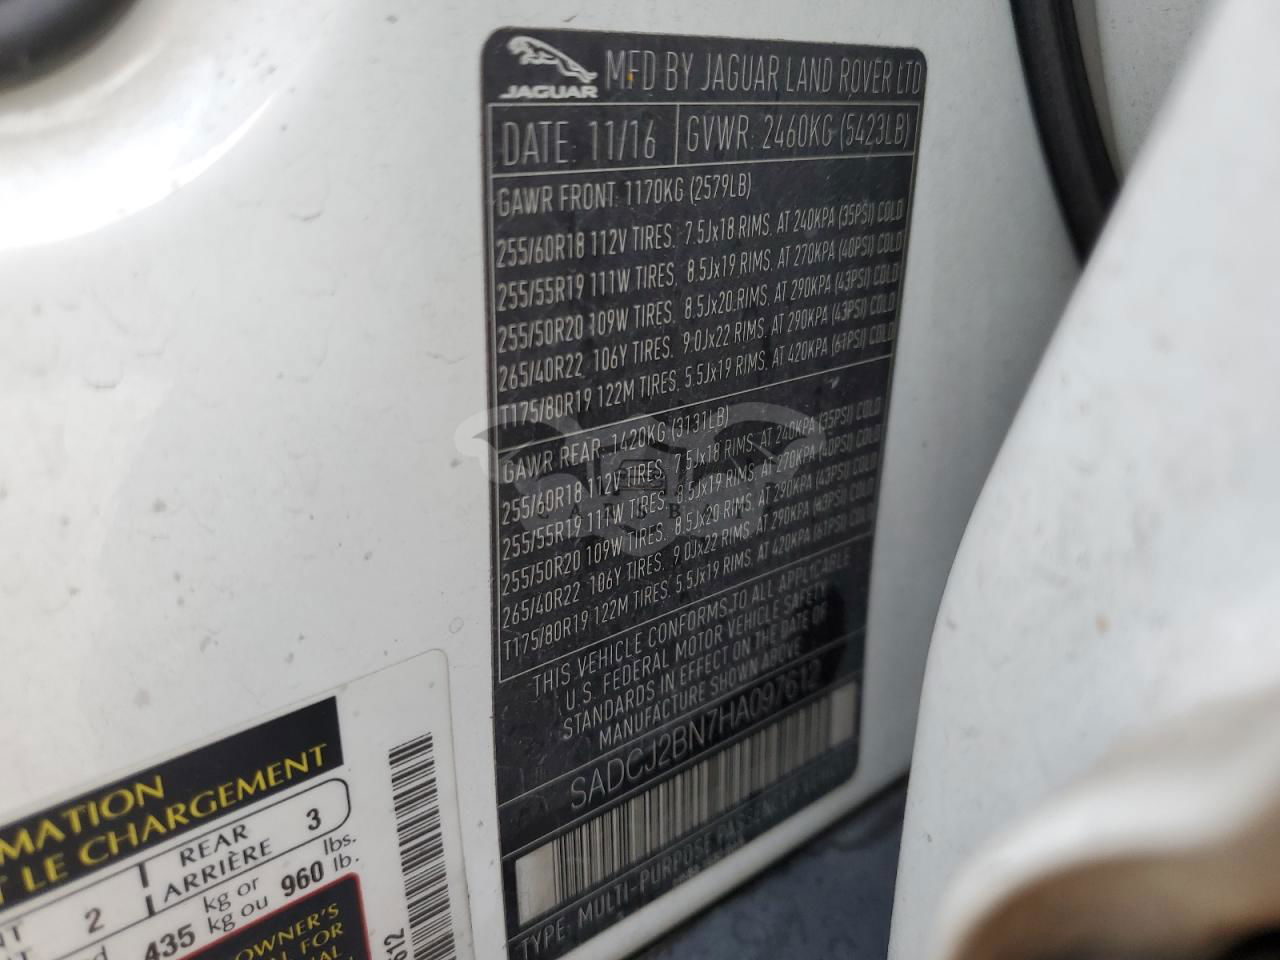 JAGUAR
MFD BY JAGUAR LAND ROVER LTD
DATE: 11/16
GVWR: 2460KG (5423LB)
GAWR FRONT: 1170KG (2579LB)
255/60R18 112V TIRES, 7.5Jx18 RIMS, AT 240KPA (35PSI) COLD
255/55R19 111W TIRES, 8.5Jx19 RIMS, AT 270KPA (40PSI) COLD
255/50R20 109W TIRES, 8.5Jx20 RIMS, AT 290KPA (43PSI) COLD
265/40R22 106Y TIRES, 9.0Jx22 RIMS, AT 290KPA (43PSI) COLD
T175/80R19 122M TIRES, 5.5Jx19 RIMS, AT 420KPA (61PSI) COLD
GAWR REAR: 1420KG (3131LB)
255/60R18 112V TIRES, 7.5Jx18 RIMS, AT 240KPA (35PSI) COLD
255/55R19 111W TIRES, 8.5Jx19 RIMS, AT 270KPA (40PSI) COLD
255/50R20 109W TIRES, 8.5Jx20 RIMS, AT 290KPA (43PSI) COLD
265/40R22 106Y TIRES, 9.0Jx22 RIMS, AT 290KPA (43PSI) COLD
T175/80R19 122M TIRES, 5.5Jx19 RIMS, AT 420KPA (61PSI) COLD
THIS VEHICLE CONFORMS TO ALL APPLICABLE
U.S. FEDERAL MOTOR VEHICLE SAFETY
STANDARDS IN EFFECT ON THE DATE OF
MANUFACTURE SHOWN ABOVE
SADCJ2BN7HA097612
TYPE: MULTI-PURPOSE PASSENGER VEHICLE
MATION
LE CHARGEMENT
2
REAR
ARRIÈRE
3
435
kg or
kg ou
960
lbs.
lb.
OWNER'S
FOR
612